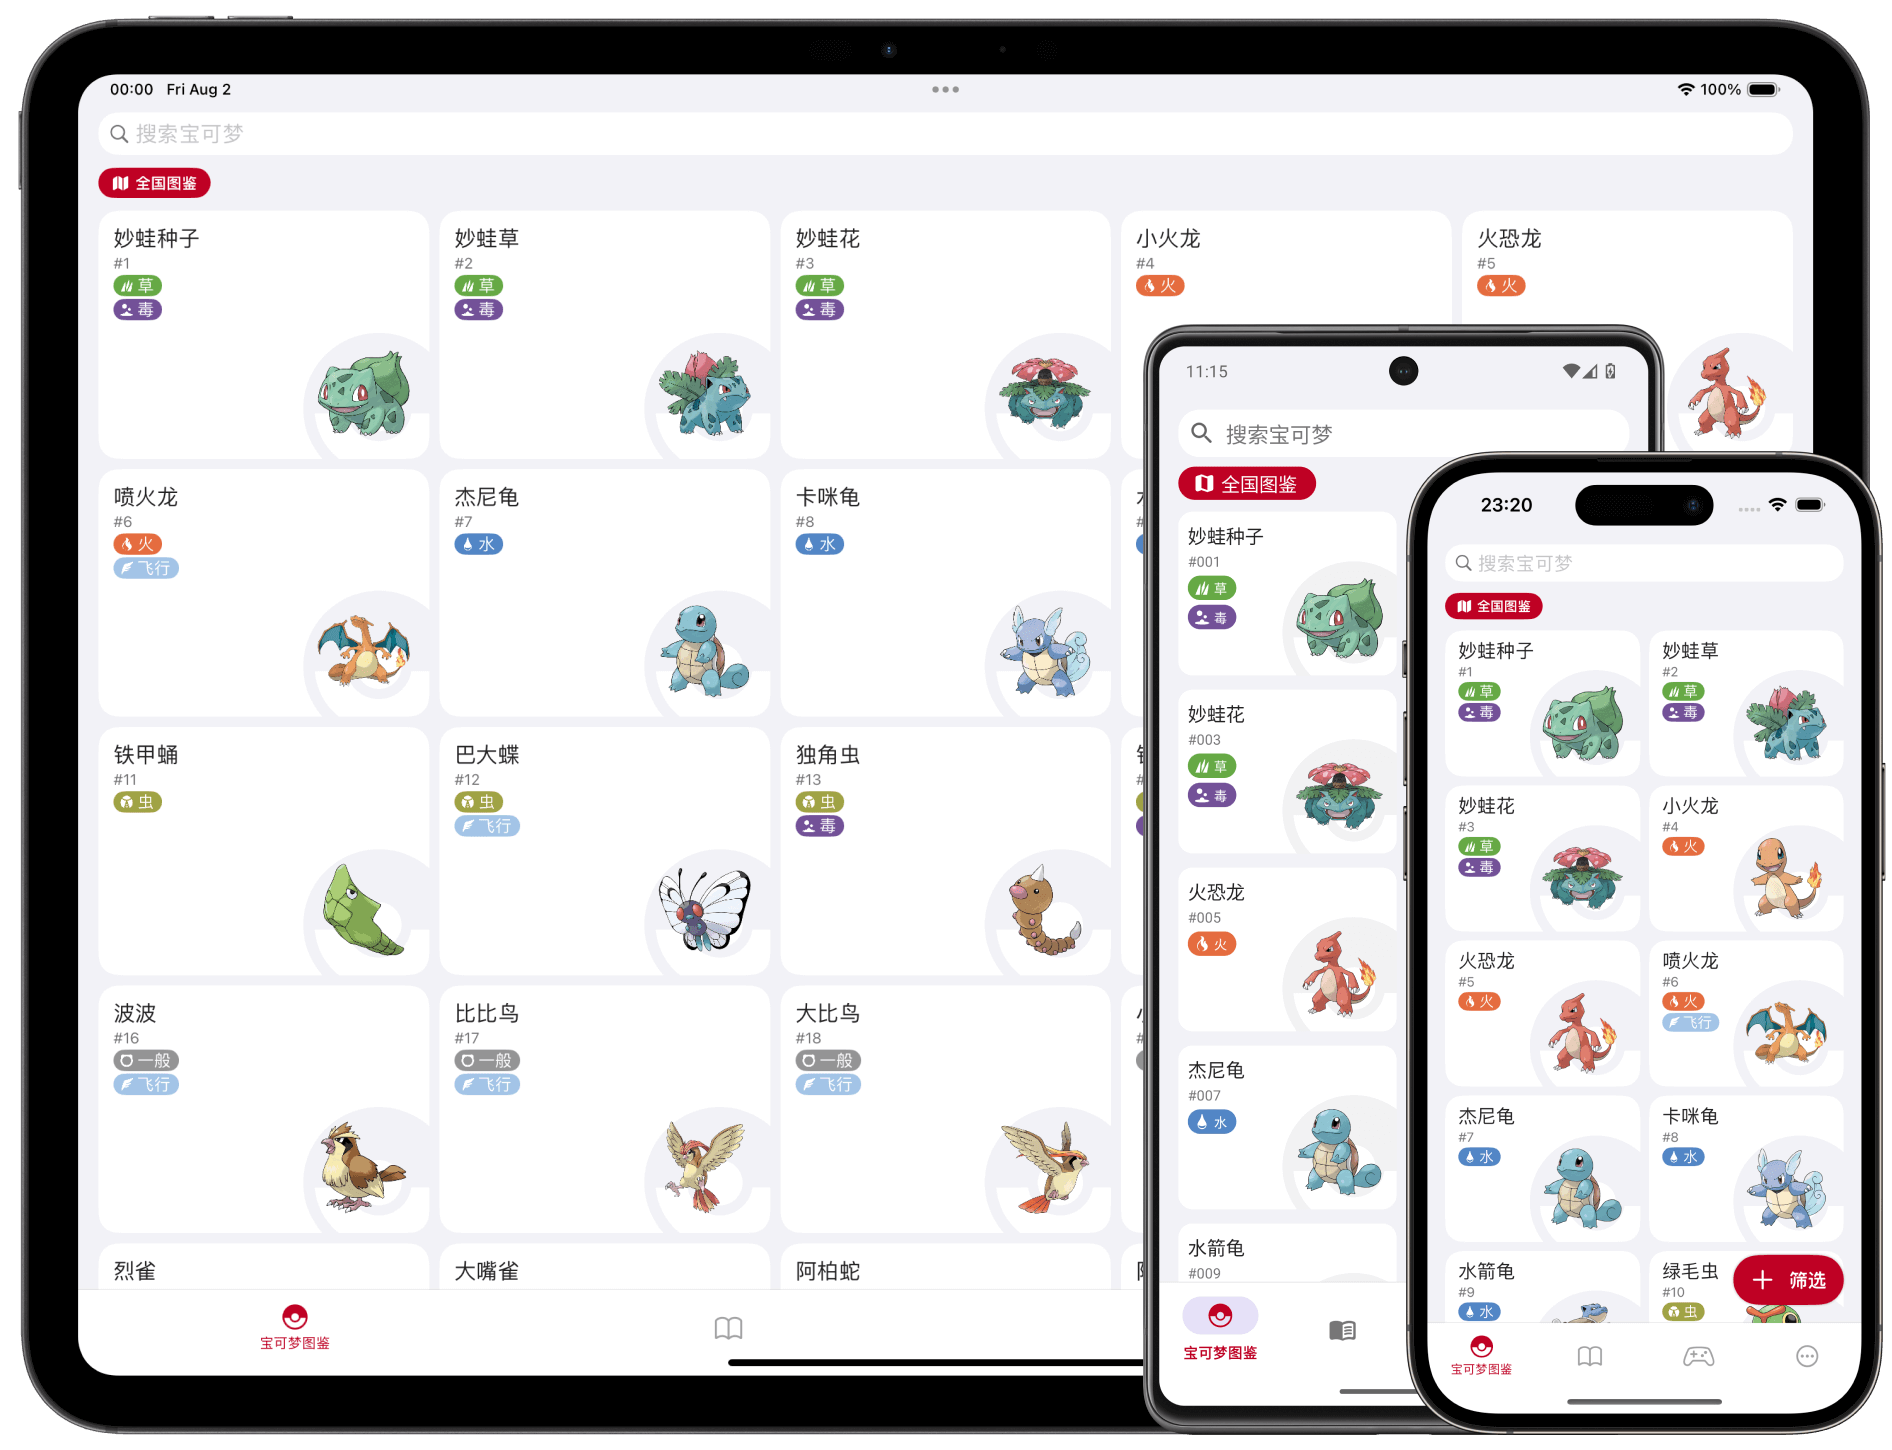 00:00 Fri Aug 2
100%
搜索宝可梦
全国图鉴
妙蛙种子
#1
草
毒
妙蛙草
#2
草
毒
妙蛙花
#3
草
毒
小火龙
#4
火
火恐龙
#5
火
喷火龙
#6
火
飞行
杰尼龟
#7
水
卡咪龟
#8
水
铁甲蛹
#11
虫
巴大蝶
#12
虫
飞行
独角虫
#13
虫
毒
波波
#16
一般
飞行
比比鸟
#17
一般
飞行
大比鸟
#18
一般
飞行
烈雀
大嘴雀
阿柏蛇
宝可梦图鉴
11:15
搜索宝可梦
全国图鉴
妙蛙种子
#001
草
毒
妙蛙花
#003
草
毒
火恐龙
#005
火
杰尼龟
#007
水
水箭龟
#009
宝可梦图鉴
23:20
搜索宝可梦
全国图鉴
妙蛙种子
#1
草
毒
妙蛙草
#2
草
毒
妙蛙花
#3
草
毒
小火龙
#4
火
火恐龙
#5
火
喷火龙
#6
火
飞行
杰尼龟
#7
水
卡咪龟
#8
水
水箭龟
#9
水
绿毛虫
#10
虫
筛选
宝可梦图鉴